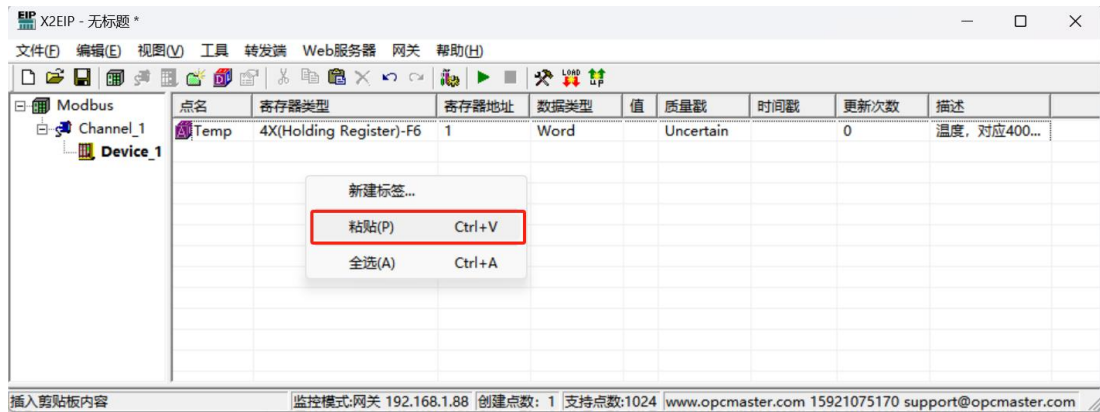 EIP X2EIP - 无标题 *
文件(F) 编辑(E) 视图(V) 工具 转发端 Web服务器 网关 帮助(H)
LOAD UP
Modbus
Channel_1
Device_1
点名 寄存器类型 寄存器地址 数据类型 值 质量戳 时间戳 更新次数 描述
Temp 4X(Holding Register)-F6 1 Word Uncertain 0 温度，对应400...
新建标签...
粘贴(P) Ctrl+V
全选(A) Ctrl+A
插入剪贴板内容 监控模式:网关 192.168.1.88 创建点数: 1 支持点数:1024 www.opcmaster.com 15921075170 support@opcmaster.com